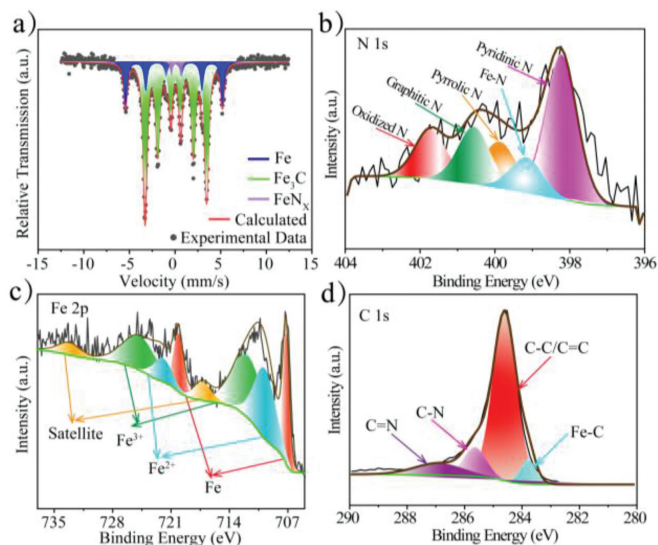 a)
Relative Transmission (a.u.)
Fe
Fe₃C
FeNₓ
Calculated
Experimental Data
-15 -10 -5 0 5 10 15
Velocity (mm/s)
b)
N 1s
Intensity (a.u.)
Oxidized N
Graphitic N
Pyrrolic N
Fe-N
Pyridinic N
404 402 400 398 396
Binding Energy (eV)
c)
Fe 2p
Intensity (a.u.)
Satellite
Fe³⁺
Fe²⁺
Fe
735 728 721 714 707
Binding Energy (eV)
d)
C 1s
Intensity (a.u.)
C=N
C-N
C-C/C=C
Fe-C
290 288 286 284 282 280
Binding Energy (eV)